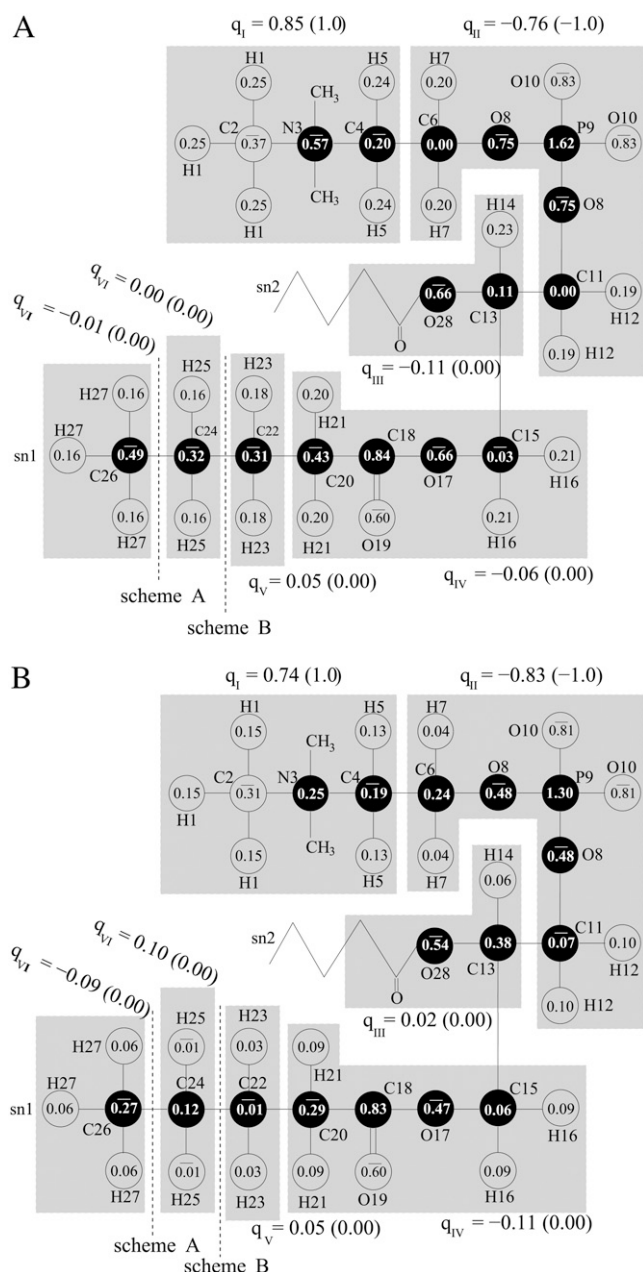 A
q_I = 0.85 (1.0)
q_II = −0.76 (−1.0)
H1 H5 H7 O10
0.25 CH₃ 0.24 0.20 0̅.83
C2 N3 C4 C6 O8 P9 O10
0.25 0̅.37 0̅.57 0̅.20 0.00 0̅.75 1.62 0̅.83
H1
0.25 CH₃ 0.24 0.20 0̅.75 O8
H1 H5 H7 H14
0.23
sn2 0̅.66 0.11 0.00 0.19
O28 C13 C11 H12
O 0.19 H12
q_III = −0.11 (0.00)
q_VI = 0.00 (0.00)
q_VI = −0.01 (0.00)
H25 H23
H27 0.16 0.16 0.18 0.20
H27 C24 C22 H21 C18 C15
sn1 0.16 0̅.49 0̅.32 0̅.31 0̅.43 0.84 0̅.66 0̅.03 0.21
C26 C20 O17 H16
0.16 0.16 0.18 0.20 0̅.60 0.21
H27 H25 H23 H21 O19 H16
q_V = 0.05 (0.00)
q_IV = −0.06 (0.00)
scheme A
scheme B
B
q_I = 0.74 (1.0)
q_II = −0.83 (−1.0)
H1 H5 H7 O10
0.15 CH₃ 0.13 0.04 0̅.81
C2 N3 C4 C6 O8 P9 O10
0.15 0.31 0.25 0̅.19 0.24 0̅.48 1.30 0̅.81
H1
0.15 CH₃ 0.13 0.04 0̅.48 O8
H1 H5 H7 H14
0.06
sn2 0̅.54 0.38 0̅.07 0.10
O28 C13 C11 H12
O 0.10 H12
q_III = 0.02 (0.00)
q_VI = 0.10 (0.00)
q_VI = −0.09 (0.00)
H25 H23
H27 0.06 0̅.01 0.03 0.09
H27 C24 C22 H21 C18 C15
sn1 0.06 0̅.27 0.12 0̅.01 0̅.29 0.83 0̅.47 0.06 0.09
C26 C20 O17 H16
0.06 0̅.01 0.03 0.09 0̅.60 0.09
H27 H25 H23 H21 O19 H16
q_V = 0.05 (0.00)
q_IV = −0.11 (0.00)
scheme A
scheme B